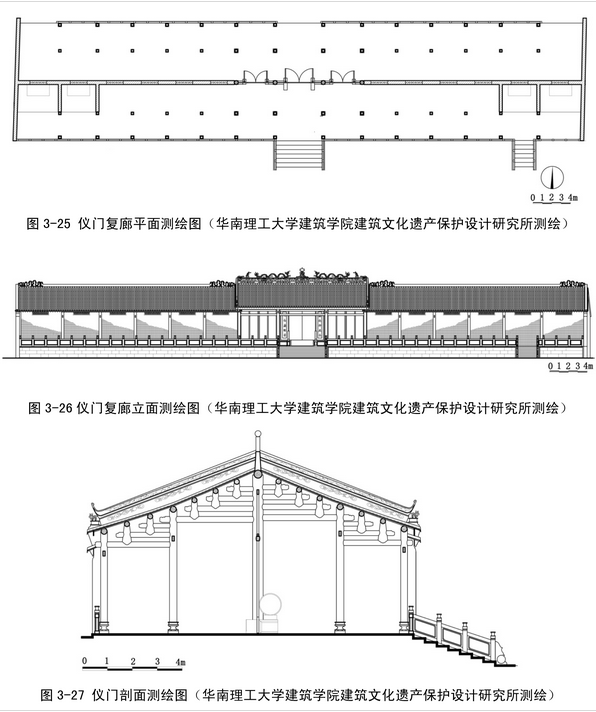 0 1 2 3 4m
图 3-25 仪门复廊平面测绘图（华南理工大学建筑学院建筑文化遗产保护设计研究所测绘）
0 1 2 3 4m
图 3-26 仪门复廊立面测绘图（华南理工大学建筑学院建筑文化遗产保护设计研究所测绘）
0 1 2 3 4m
图 3-27 仪门剖面测绘图（华南理工大学建筑学院建筑文化遗产保护设计研究所测绘）